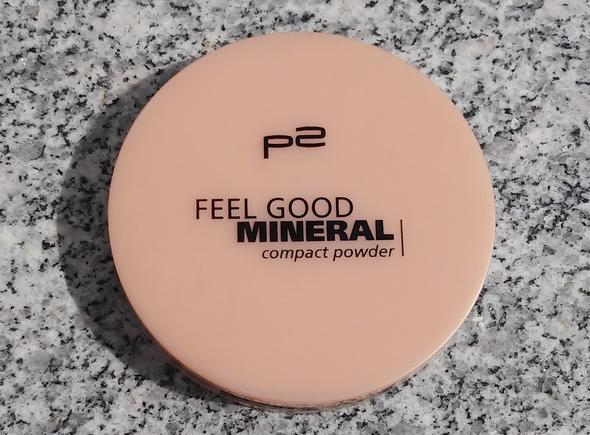 p2
FEEL GOOD
MINERAL
compact powder